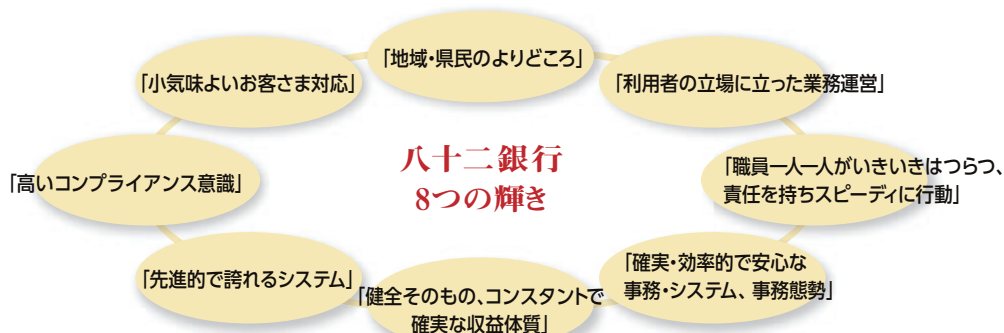 「地域・県民のよりどころ」
「小気味よいお客さま対応」
「利用者の立場に立った業務運営」
八十二銀行
8つの輝き
「高いコンプライアンス意識」
「職員一人一人がいきいきはつらつ、
責任を持ちスピーディに行動」
「先進的で誇れるシステム」
「確実・効率的で安心な
事務・システム、事務態勢」
「健全そのもの、コンスタントで
確実な収益体質」